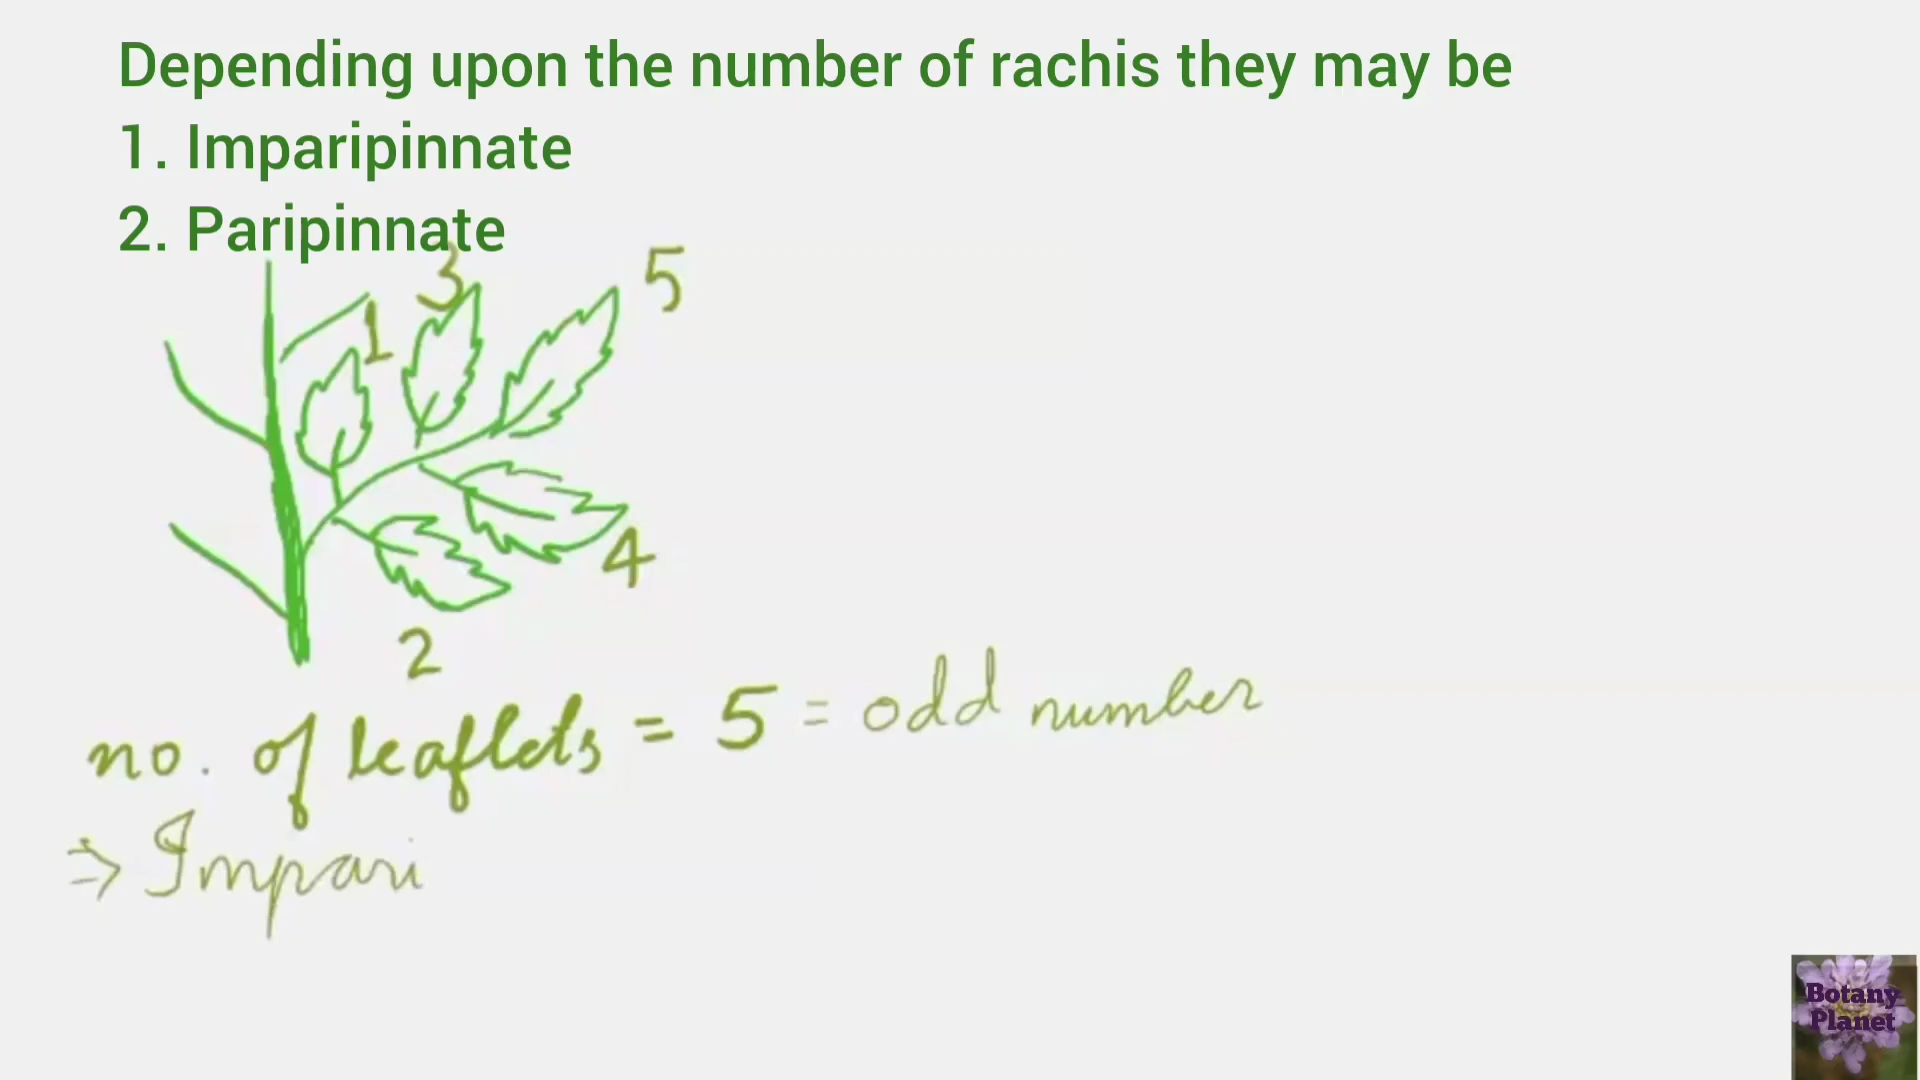 Depending upon the number of rachis they may be
1. Imparipinnate
2. Paripinnate
3
5
1
4
2
no. of leaflets = 5 = odd number
⇒ Impari
Botany
Planet